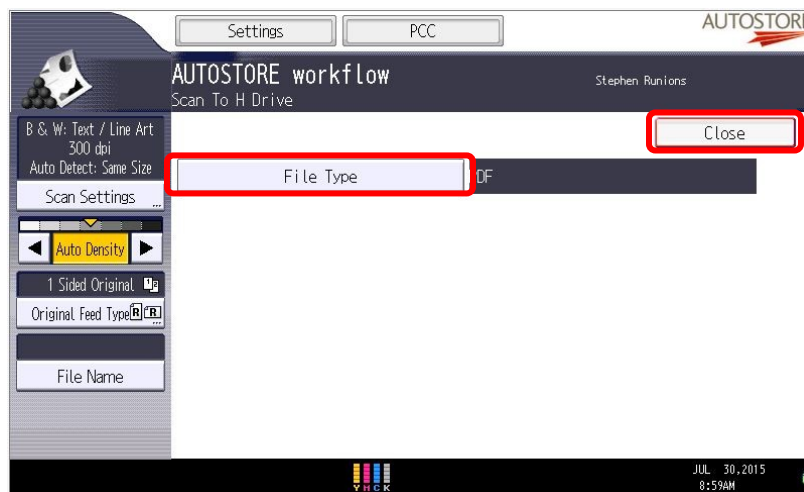 Settings
PCC
AUTOSTORE
AUTOSTORE workflow
Stephen Runions
Scan To H Drive
B & W: Text / Line Art
300 dpi
Auto Detect: Same Size
Scan Settings
Close
File Type
PDF
Auto Density
1 Sided Original
Original Feed Type
File Name
Y M C K
JUL 30,2015
8:59AM